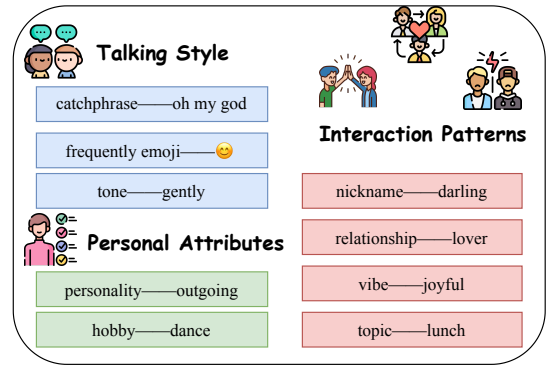 Talking Style
catchphrase——oh my god
frequently emoji——😊
tone——gently
Personal Attributes
personality——outgoing
hobby——dance
Interaction Patterns
nickname——darling
relationship——lover
vibe——joyful
topic——lunch